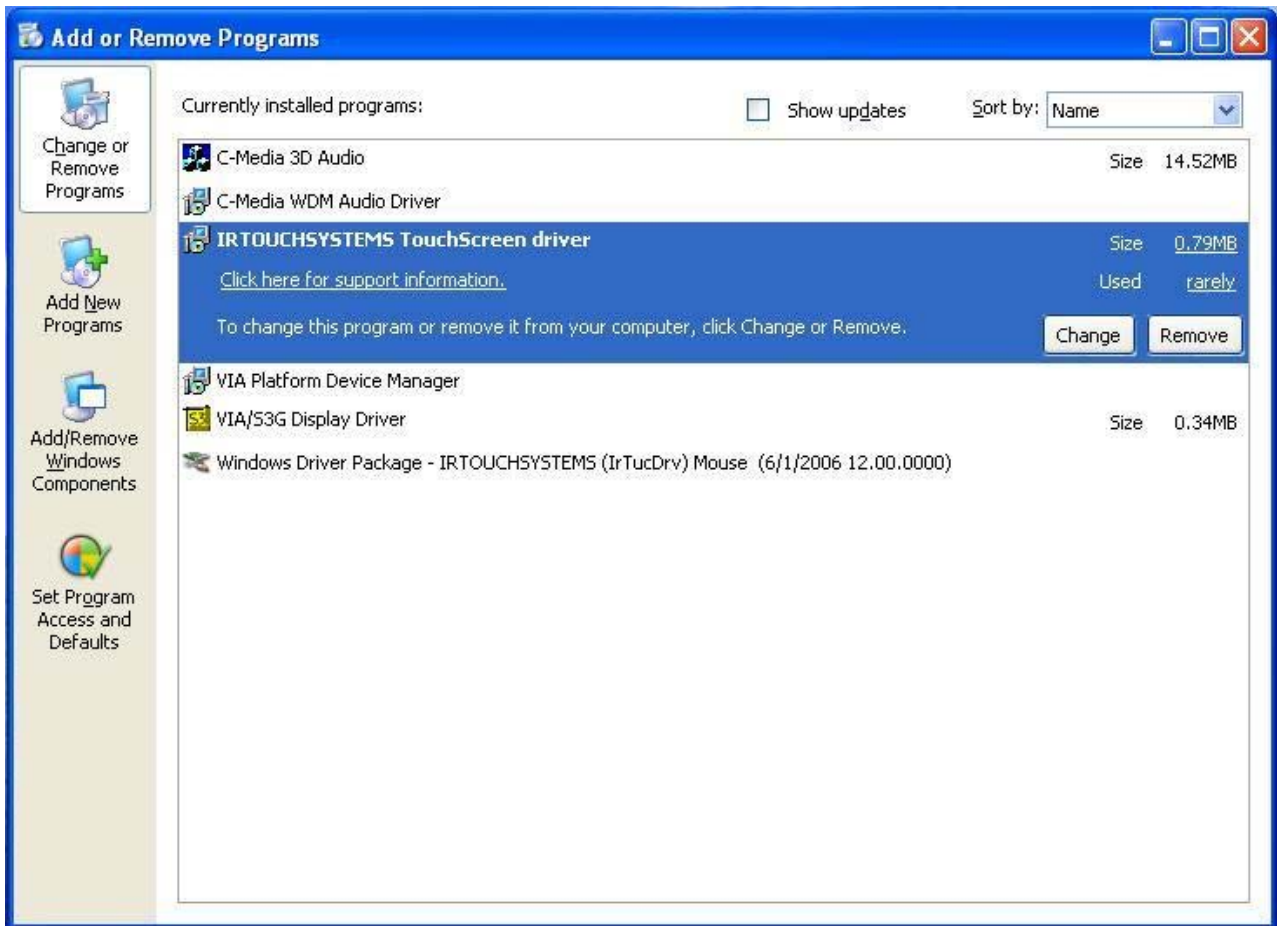 Add or Remove Programs
Change or
Remove
Programs
Add New
Programs
Add/Remove
Windows
Components
Set Program
Access and
Defaults
Currently installed programs:
Show updates
Sort by: Name
C-Media 3D Audio Size 14.52MB
C-Media WDM Audio Driver
IRTOUCHSYSTEMS TouchScreen driver Size 0.79MB
Click here for support information. Used rarely
To change this program or remove it from your computer, click Change or Remove. Change Remove
VIA Platform Device Manager
VIA/S3G Display Driver Size 0.34MB
Windows Driver Package - IRTOUCHSYSTEMS (IrTucDrv) Mouse (6/1/2006 12.00.0000)